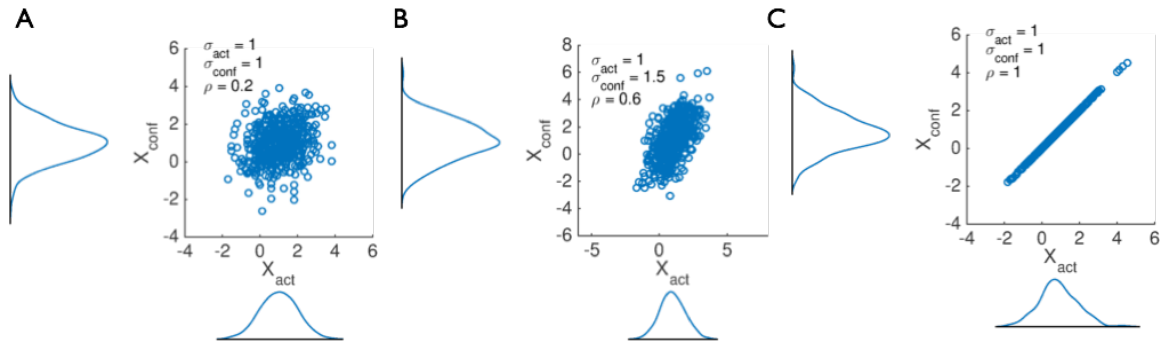 A
σact = 1
σconf = 1
ρ = 0.2
6
4
2
0
-2
-4
Xconf
-4 -2 0 2 4 6
Xact
B
σact = 1
σconf = 1.5
ρ = 0.6
8
6
4
2
0
-2
-4
-6
Xconf
-5 0 5
Xact
C
σact = 1
σconf = 1
ρ = 1
6
4
2
0
-2
-4
Xconf
-4 -2 0 2 4 6
Xact